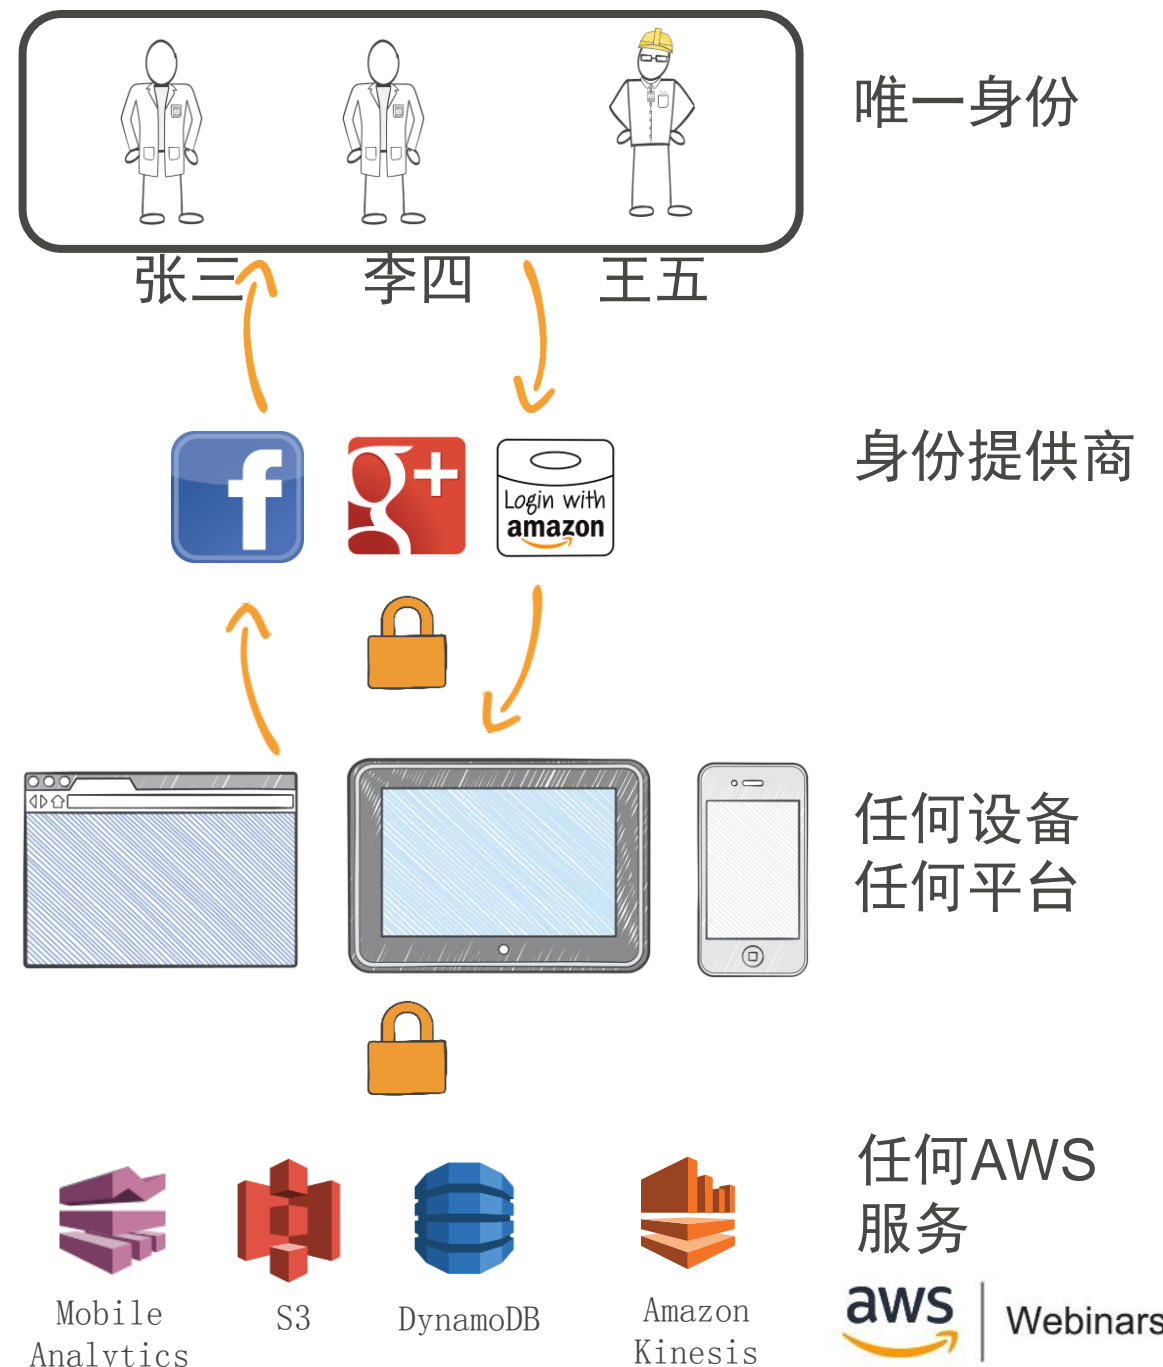 唯一身份
张三
李四
王五
身份提供商
f
g+
Login with
amazon
任何设备
任何平台
任何AWS
服务
Mobile
Analytics
S3
DynamoDB
Amazon
Kinesis
aws
Webinars